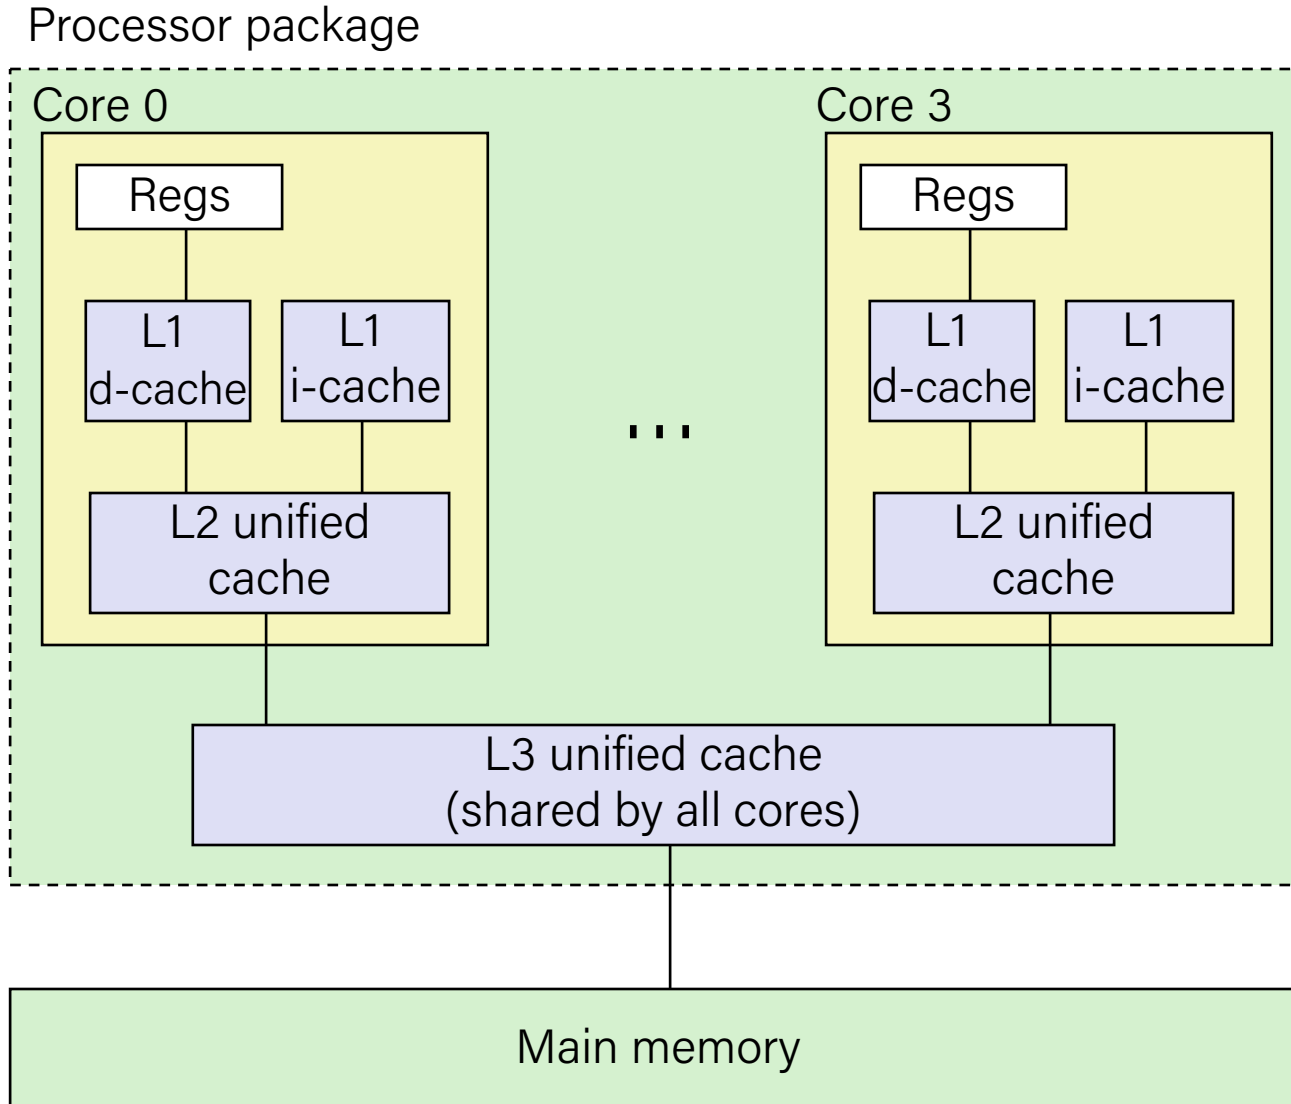 Processor package
Core 0
Regs
L1
d-cache
L1
i-cache
L2 unified
cache
...
Core 3
Regs
L1
d-cache
L1
i-cache
L2 unified
cache
L3 unified cache
(shared by all cores)
Main memory